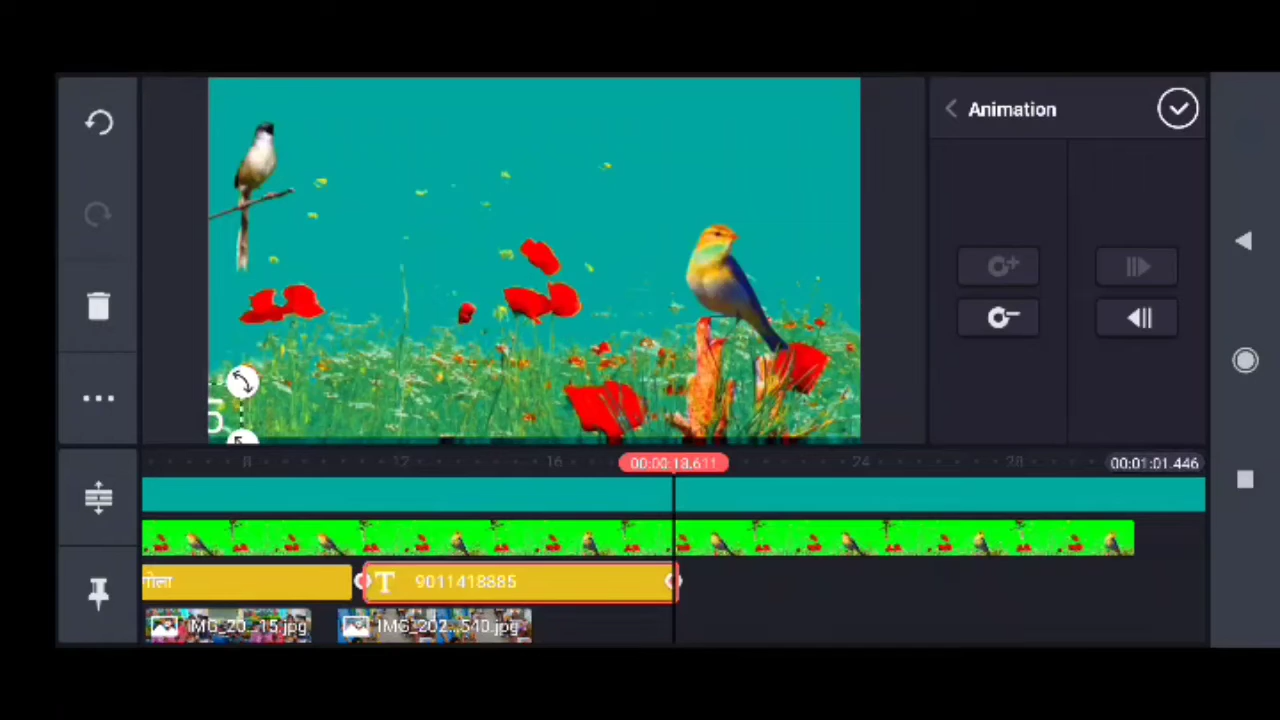 Animation
5
8 12 16 00:00:18.611 24 28 00:01:01.446
गोला T 9011418885
IMG_20...15.jpg IMG_202...540.jpg